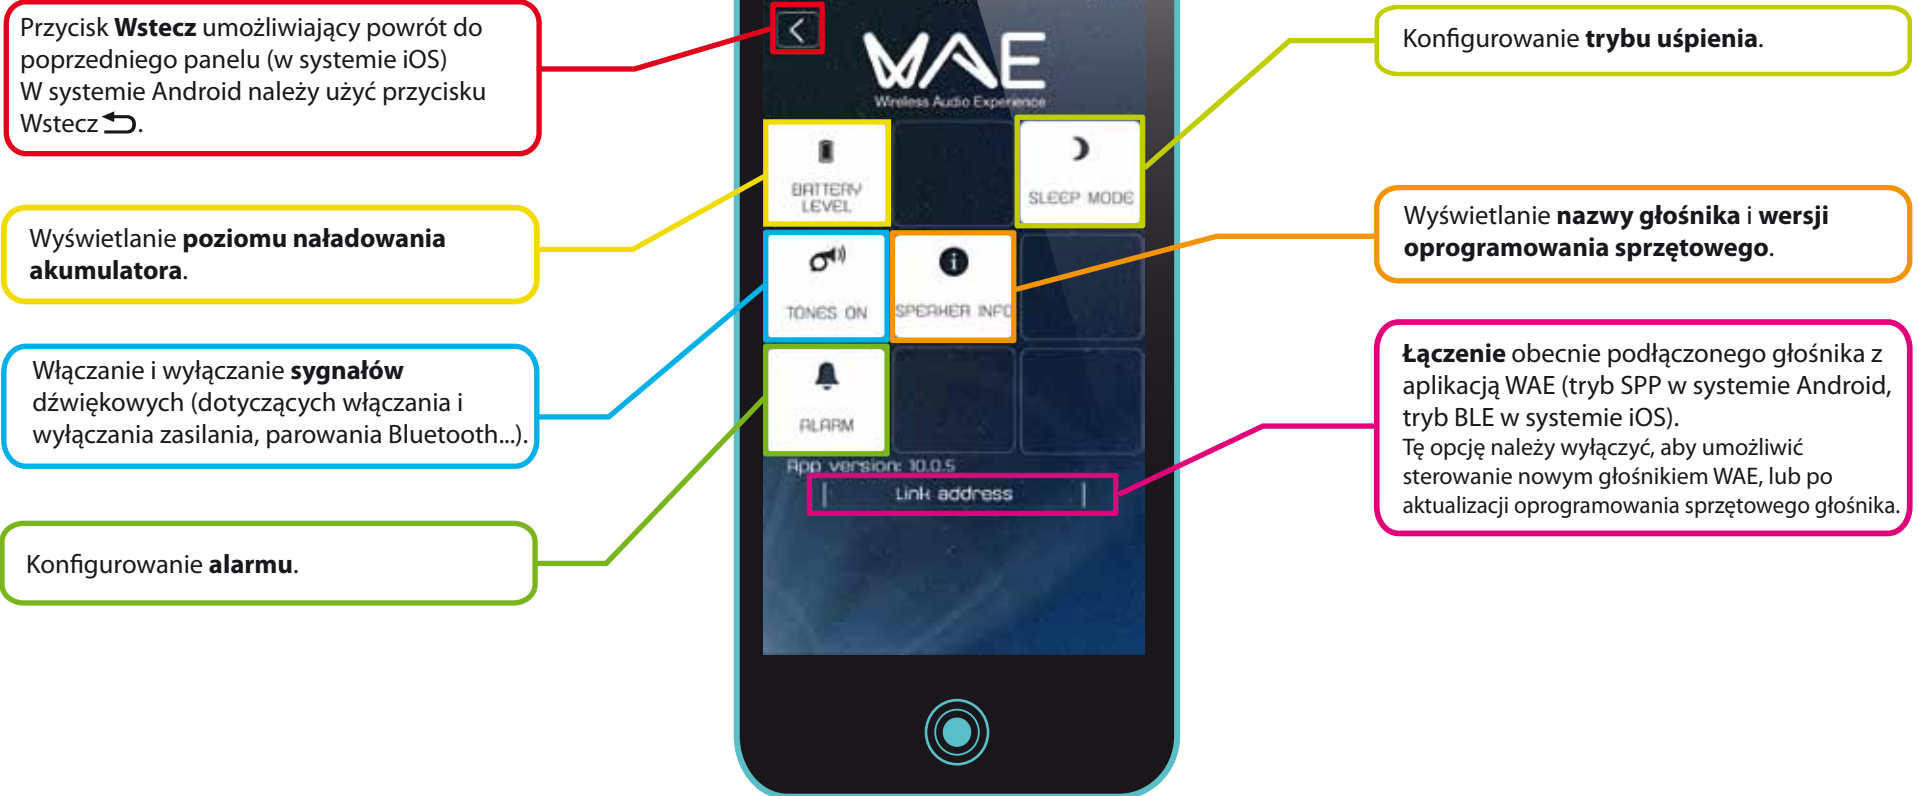 Przycisk Wstecz umożliwiający powrót do
poprzedniego panelu (w systemie iOS)
W systemie Android należy użyć przycisku
Wstecz.
Wyświetlanie poziomu naładowania
akumulatora.
Włączanie i wyłączanie sygnałów
dźwiękowych (dotyczących włączania i
wyłączania zasilania, parowania Bluetooth...).
Konfigurowanie alarmu.
WAE
Wireless Audio Experience
BATTERY
LEVEL
SLEEP MODE
TONES ON
SPEAKER INFO
ALARM
App version: 10.0.5
Link address
Konfigurowanie trybu uśpienia.
Wyświetlanie nazwy głośnika i wersji
oprogramowania sprzętowego.
Łączenie obecnie podłączonego głośnika z
aplikacją WAE (tryb SPP w systemie Android,
tryb BLE w systemie iOS).
Tę opcję należy wyłączyć, aby umożliwić
sterowanie nowym głośnikiem WAE, lub po
aktualizacji oprogramowania sprzętowego głośnika.